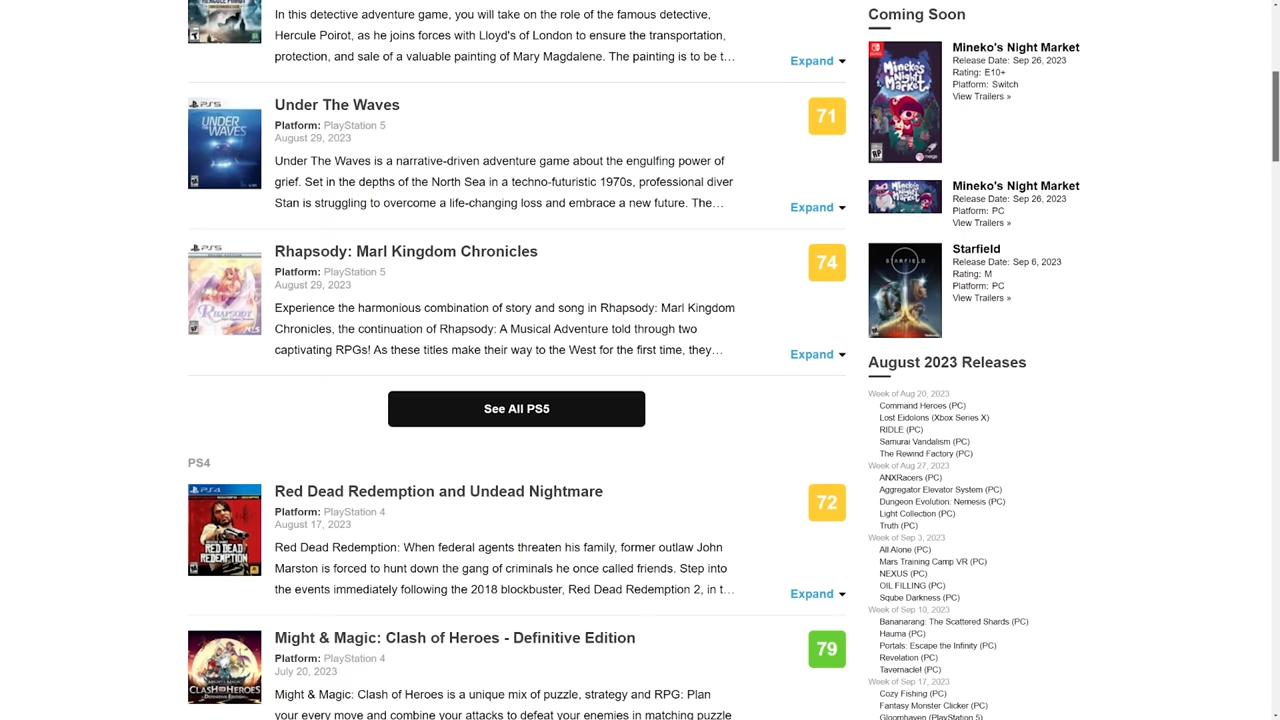 In this detective adventure game, you will take on the role of the famous detective,
Hercule Poirot, as he joins forces with Lloyd's of London to ensure the transportation,
protection, and sale of a valuable painting of Mary Magdalene. The painting is to be t…
Expand
Under The Waves
Platform: PlayStation 5
August 29, 2023
71
Under The Waves is a narrative-driven adventure game about the engulfing power of
grief. Set in the depths of the North Sea in a techno-futuristic 1970s, professional diver
Stan is struggling to overcome a life-changing loss and embrace a new future. The…
Expand
Rhapsody: Marl Kingdom Chronicles
Platform: PlayStation 5
August 29, 2023
74
Experience the harmonious combination of story and song in Rhapsody: Marl Kingdom
Chronicles, the continuation of Rhapsody: A Musical Adventure told through two
captivating RPGs! As these titles make their way to the West for the first time, they…
Expand
See All PS5
PS4
Red Dead Redemption and Undead Nightmare
Platform: PlayStation 4
August 17, 2023
72
Red Dead Redemption: When federal agents threaten his family, former outlaw John
Marston is forced to hunt down the gang of criminals he once called friends. Step into
the events immediately following the 2018 blockbuster, Red Dead Redemption 2, in t…
Expand
Might & Magic: Clash of Heroes - Definitive Edition
Platform: PlayStation 4
July 20, 2023
79
Might & Magic: Clash of Heroes is a unique mix of puzzle, strategy and RPG: Plan
your every move and combine your attacks to defeat your enemies in matching puzzle
Coming Soon
Mineko's Night Market
Release Date: Sep 26, 2023
Rating: E10+
Platform: Switch
View Trailers »
Mineko's Night Market
Release Date: Sep 26, 2023
Platform: PC
View Trailers »
Starfield
Release Date: Sep 6, 2023
Rating: M
Platform: PC
View Trailers »
August 2023 Releases
Week of Aug 20, 2023
Command Heroes (PC)
Lost Eidolons (Xbox Series X)
RIDLE (PC)
Samurai Vandalism (PC)
The Rewind Factory (PC)
Week of Aug 27, 2023
ANXRacers (PC)
Aggregator Elevator System (PC)
Dungeon Evolution: Nemesis (PC)
Light Collection (PC)
Truth (PC)
Week of Sep 3, 2023
All Alone (PC)
Mars Training Camp VR (PC)
NEXUS (PC)
OIL FILLING (PC)
Sqube Darkness (PC)
Week of Sep 10, 2023
Bananarang: The Scattered Shards (PC)
Hauma (PC)
Portals: Escape the Infinity (PC)
Revelation (PC)
Tavernacle! (PC)
Week of Sep 17, 2023
Cozy Fishing (PC)
Fantasy Monster Clicker (PC)
Gloomhaven (PlayStation 5)